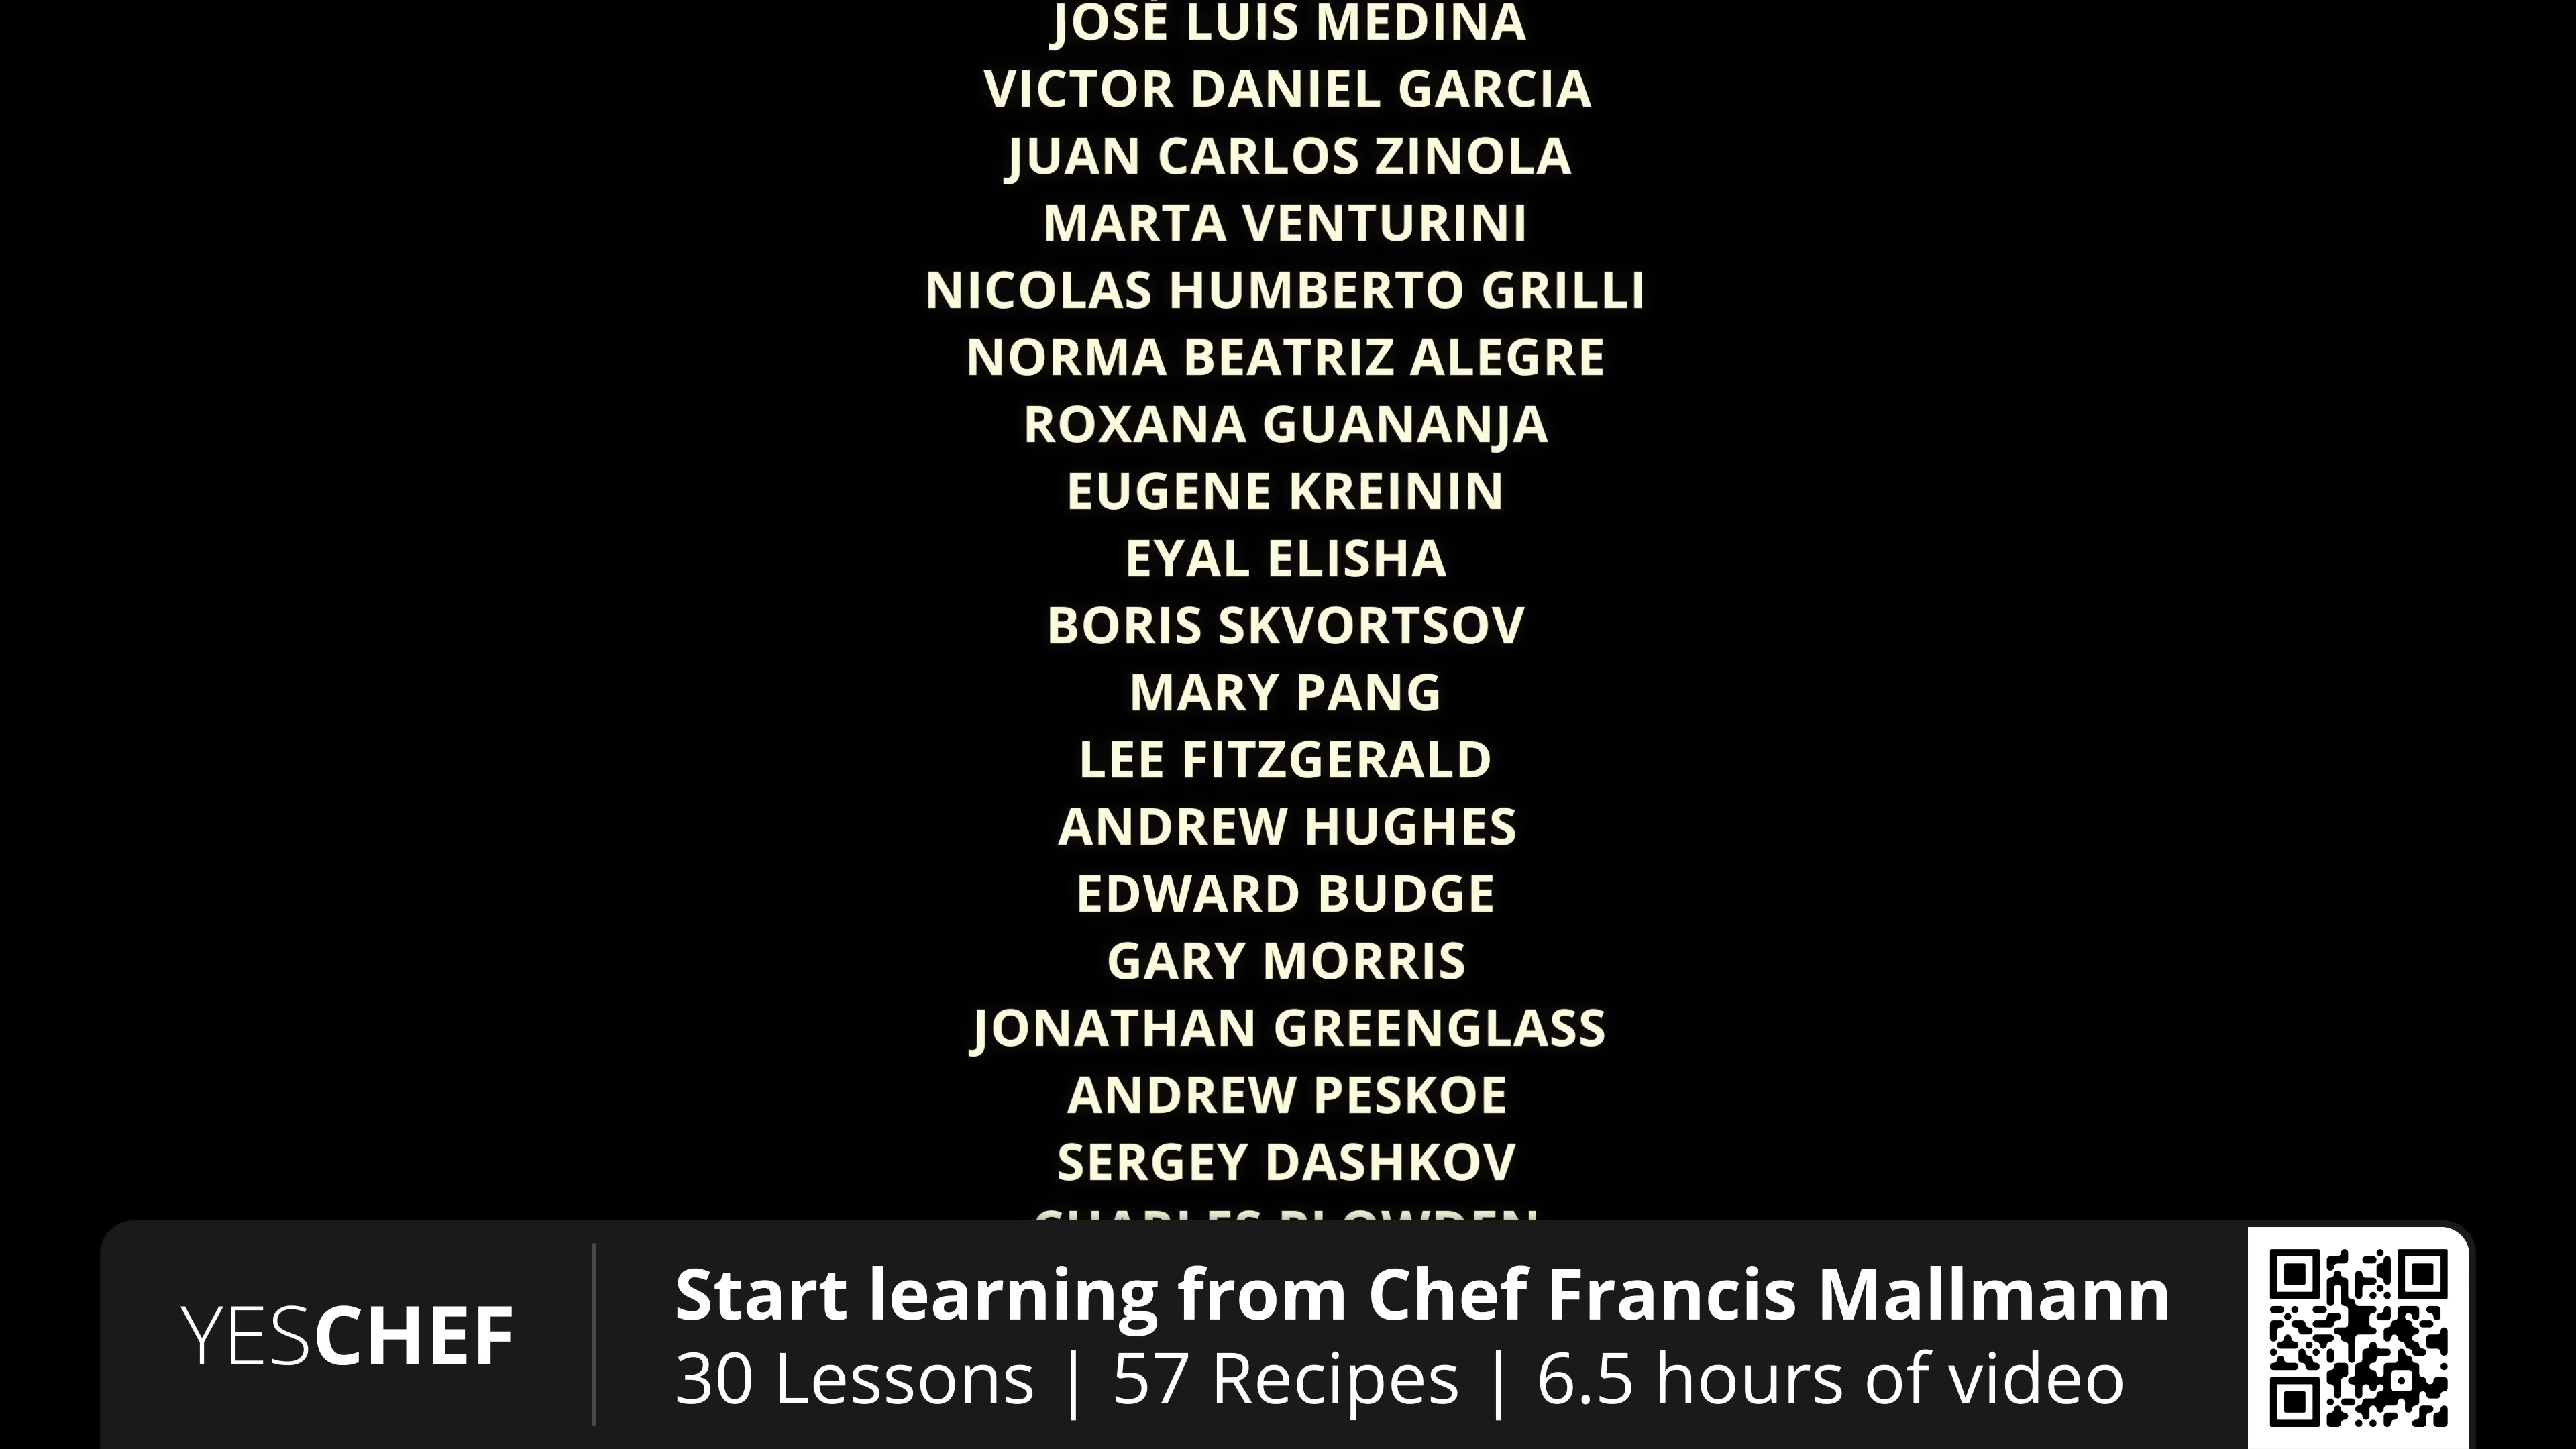 JOSÉ LUIS MEDINA
VICTOR DANIEL GARCIA
JUAN CARLOS ZINOLA
MARTA VENTURINI
NICOLAS HUMBERTO GRILLI
NORMA BEATRIZ ALEGRE
ROXANA GUANANJA
EUGENE KREININ
EYAL ELISHA
BORIS SKVORTSOV
MARY PANG
LEE FITZGERALD
ANDREW HUGHES
EDWARD BUDGE
GARY MORRIS
JONATHAN GREENGLASS
ANDREW PESKOE
SERGEY DASHKOV
CHARLES PLOWDEN
YESCHEF
Start learning from Chef Francis Mallmann
30 Lessons | 57 Recipes | 6.5 hours of video